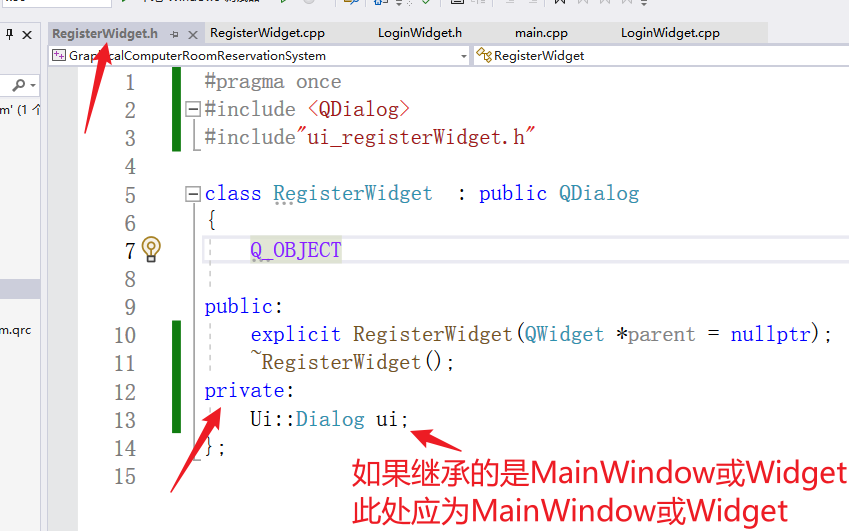 RegisterWidget.h
RegisterWidget.cpp
LoginWidget.h
main.cpp
LoginWidget.cpp
GraphicalComputerRoomReservationSystem
RegisterWidget
m' (1 个
m.qrc
1 #pragma once
2 #include <QDialog>
3 #include"ui_registerWidget.h"
4
5 class RegisterWidget  : public QDialog
6 {
7     Q_OBJECT
8
9 public:
10     explicit RegisterWidget(QWidget *parent = nullptr);
11     ~RegisterWidget();
12 private:
13     Ui::Dialog ui;
14 };
15
如果继承的是MainWindow或Widget
此处应为MainWindow或Widget